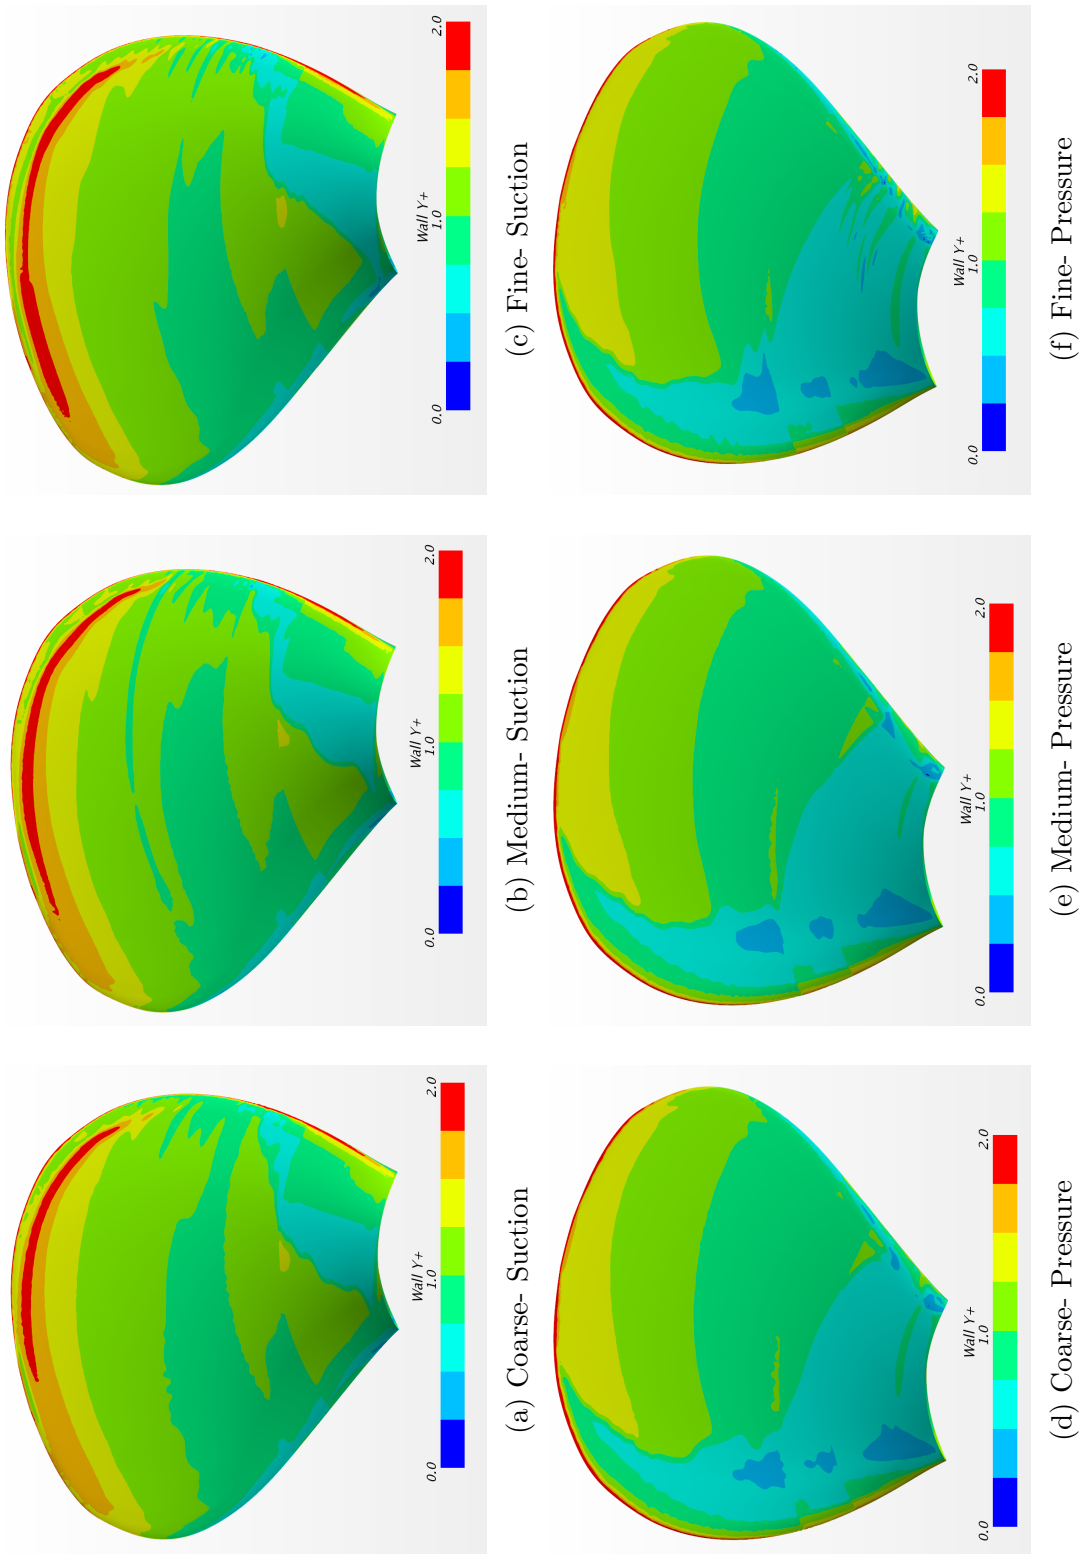 Wall Y+
0.0 1.0 2.0
(a) Coarse- Suction
Wall Y+
0.0 1.0 2.0
(b) Medium- Suction
Wall Y+
0.0 1.0 2.0
(c) Fine- Suction
Wall Y+
0.0 1.0 2.0
(d) Coarse- Pressure
Wall Y+
0.0 1.0 2.0
(e) Medium- Pressure
Wall Y+
0.0 1.0 2.0
(f) Fine- Pressure